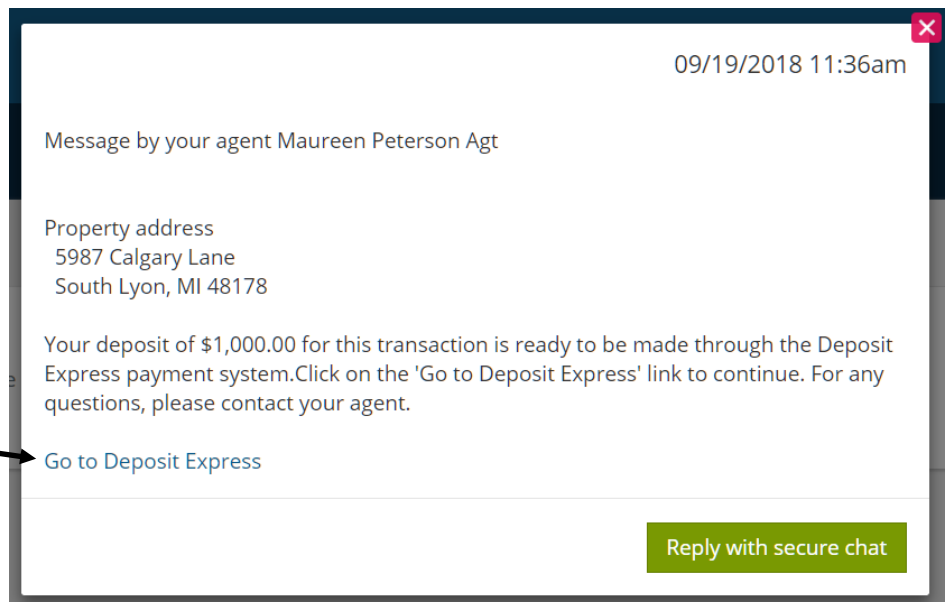 09/19/2018 11:36am
Message by your agent Maureen Peterson Agt
Property address
5987 Calgary Lane
South Lyon, MI 48178
Your deposit of $1,000.00 for this transaction is ready to be made through the Deposit
Express payment system.Click on the 'Go to Deposit Express' link to continue. For any
questions, please contact your agent.
Go to Deposit Express
Reply with secure chat